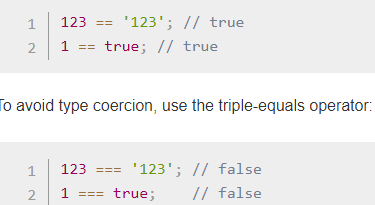 1 123 == '123'; // true
2 1 == true; // true
To avoid type coercion, use the triple-equals operator:
1 123 === '123'; // false
2 1 === true;    // false